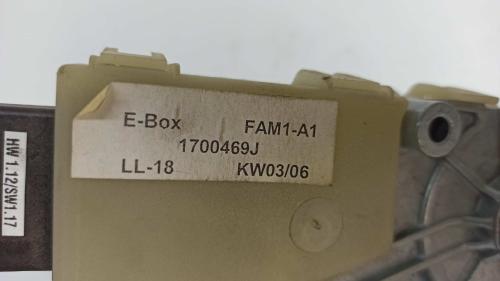 E-Box FAM1-A1
1700469J
LL-18 KW03/06
HW 1.12/SW1.17